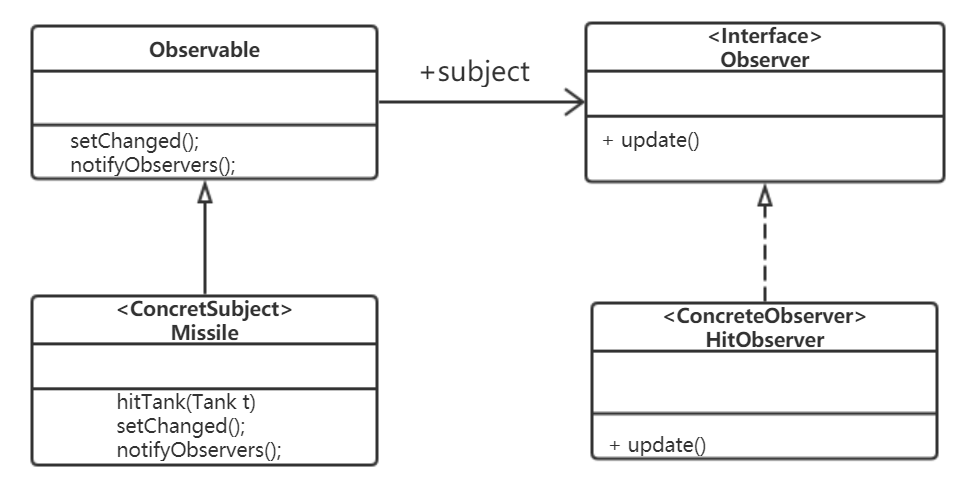 Observable
setChanged();
notifyObservers();
+subject
<Interface>
Observer
+ update()
<ConcretSubject>
Missile
hitTank(Tank t)
setChanged();
notifyObservers();
<ConcreteObserver>
HitObserver
+ update()